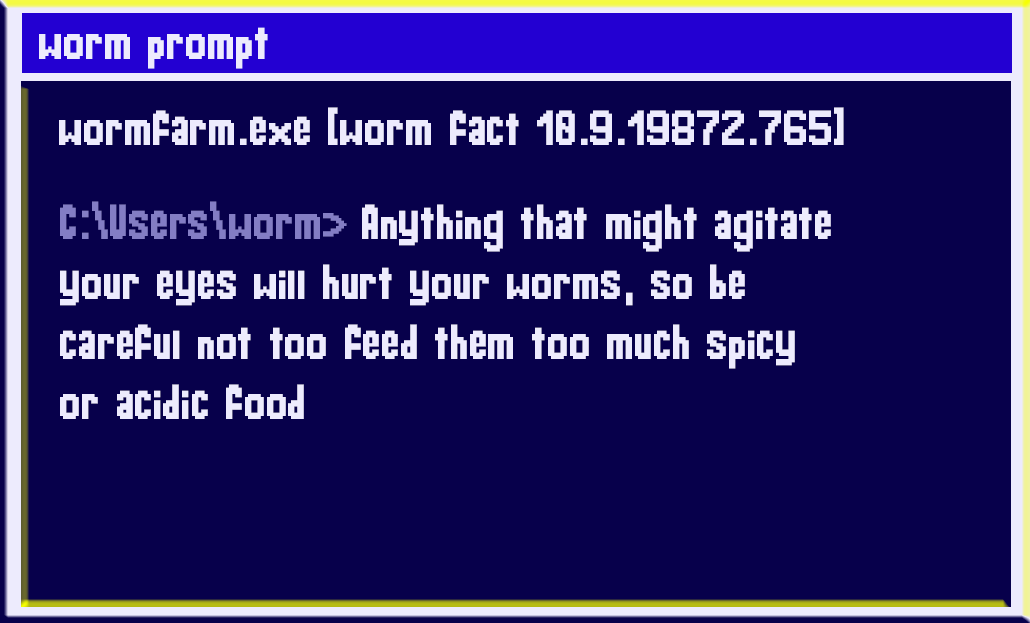 worm prompt
wormfarm.exe [worm fact 10.9.19872.765]
C:\Users\worm> Anything that might agitate
your eyes will hurt your worms, so be
careful not too feed them too much spicy
or acidic food